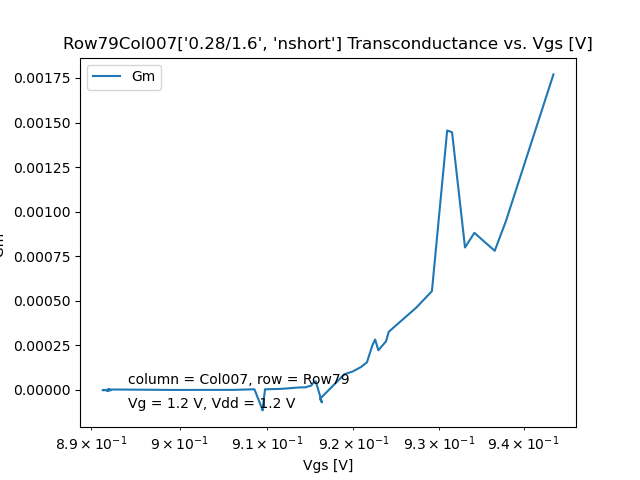 Row79Col007['0.28/1.6', 'nshort'] Transconductance vs. Vgs [V]
Gm
0.00175
0.00150
0.00125
0.00100
0.00075
0.00050
0.00025
0.00000
column = Col007, row = Row79
Vg = 1.2 V, Vdd = 1.2 V
8.9 × 10⁻¹ 9 × 10⁻¹ 9.1 × 10⁻¹ 9.2 × 10⁻¹ 9.3 × 10⁻¹ 9.4 × 10⁻¹
Vgs [V]